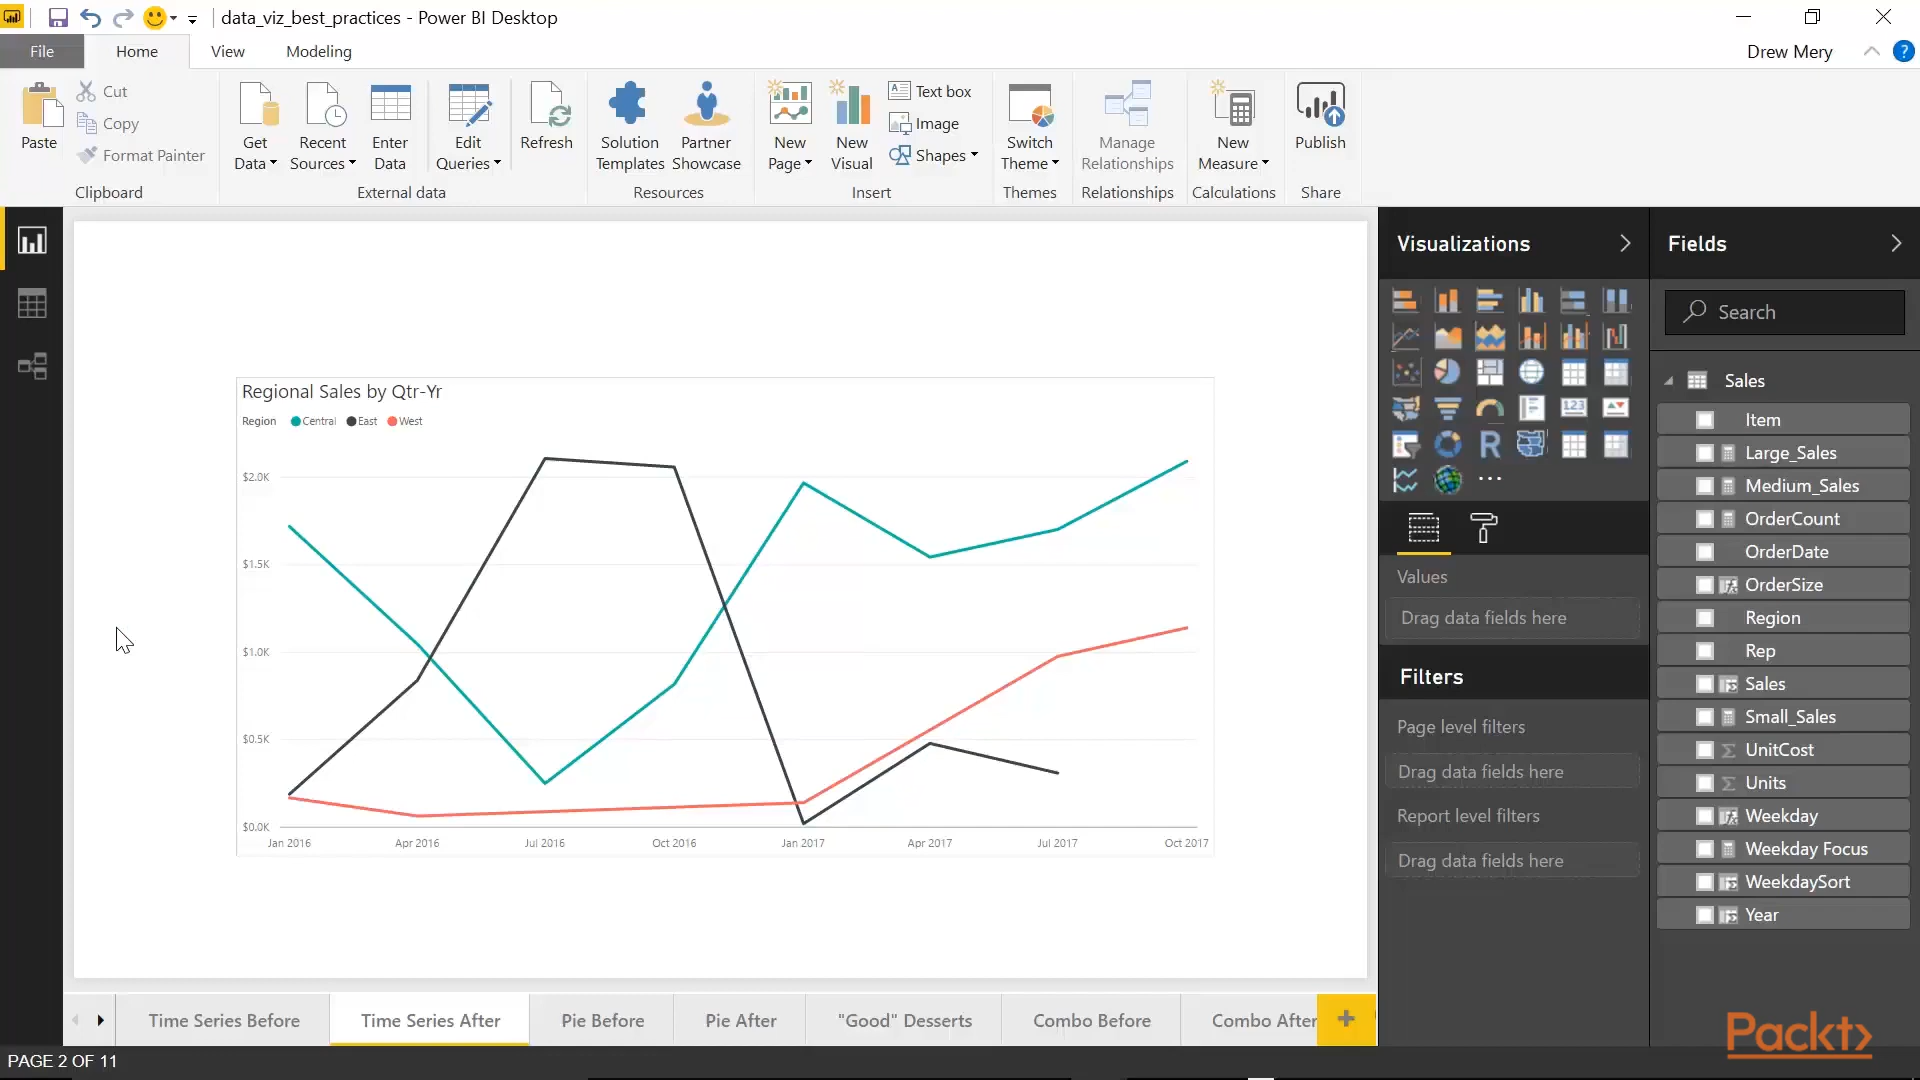 data_viz_best_practices - Power BI Desktop
File Home View Modeling Drew Mery ?
Paste
Cut
Copy
Format Painter
Clipboard
Get Data
Recent Sources
Enter Data
Edit Queries
Refresh
External data
Solution Templates
Partner Showcase
Resources
New Page
New Visual
Text box
Image
Shapes
Insert
Switch Theme
Themes
Manage Relationships
Relationships
New Measure
Calculations
Publish
Share
Regional Sales by Qtr-Yr
Region Central East West
$2.0K
$1.5K
$1.0K
$0.5K
$0.0K
Jan 2016 Apr 2016 Jul 2016 Oct 2016 Jan 2017 Apr 2017 Jul 2017 Oct 2017
Visualizations
123
R
Values
Drag data fields here
Filters
Page level filters
Drag data fields here
Report level filters
Drag data fields here
Fields
Search
Sales
Item
Large_Sales
Medium_Sales
OrderCount
OrderDate
OrderSize
Region
Rep
Sales
Small_Sales
UnitCost
Units
Weekday
Weekday Focus
WeekdaySort
Year
Time Series Before Time Series After Pie Before Pie After "Good" Desserts Combo Before Combo After +
PAGE 2 OF 11
Packt>